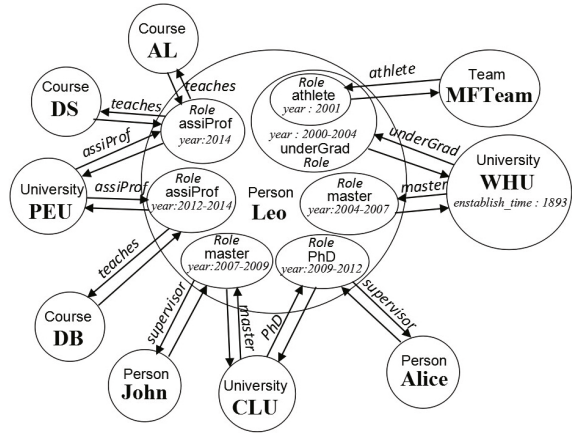 Course
AL
teaches
Course
DS
teaches
Role
assiProf
year:2014
assiProf
University
PEU
assiProf
Role
assiProf
year:2012-2014
teaches
Course
DB
Person
Leo
Role
athlete
year : 2001
year : 2000-2004
underGrad
Role
athlete
Team
MFTeam
underGrad
University
WHU
enstablish_time : 1893
master
Role
master
year:2004-2007
Role
master
year:2007-2009
Role
PhD
year:2009-2012
supervisor
Person
John
master
PhD
University
CLU
supervisor
Person
Alice